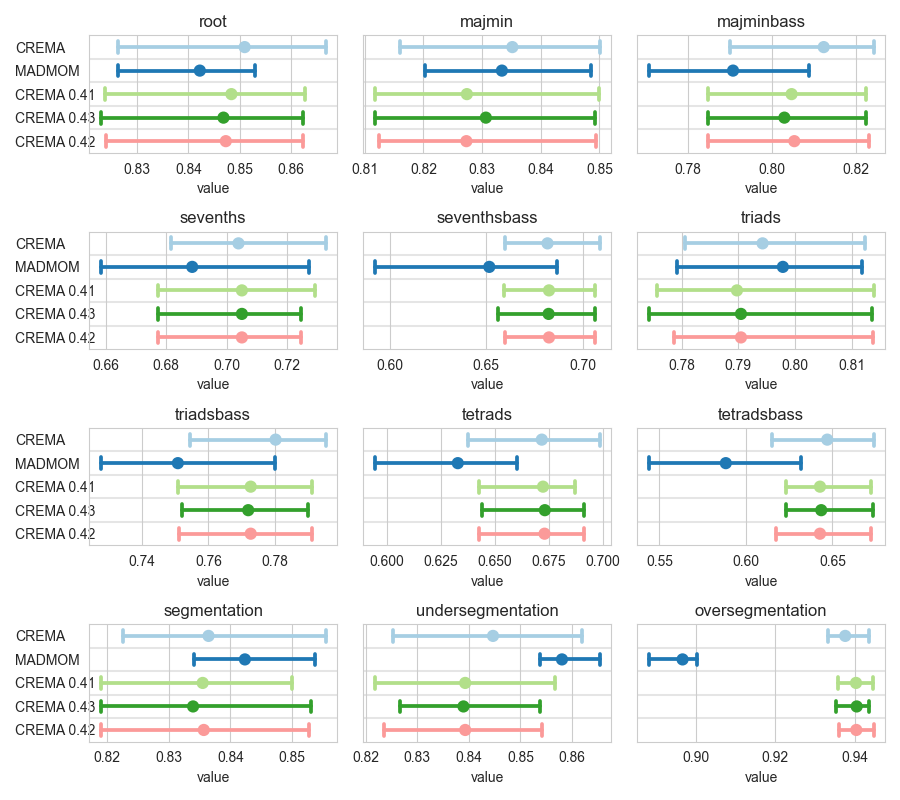 root majmin majminbass
CREMA
MADMOM
CREMA 0.41
CREMA 0.43
CREMA 0.42
0.83 0.84 0.85 0.86 0.81 0.82 0.83 0.84 0.85 0.78 0.80 0.82
value value value
sevenths seventhsbass triads
CREMA
MADMOM
CREMA 0.41
CREMA 0.43
CREMA 0.42
0.66 0.68 0.70 0.72 0.60 0.65 0.70 0.78 0.79 0.80 0.81
value value value
triadsbass tetrads tetradsbass
CREMA
MADMOM
CREMA 0.41
CREMA 0.43
CREMA 0.42
0.74 0.76 0.78 0.600 0.625 0.650 0.675 0.700 0.55 0.60 0.65
value value value
segmentation undersegmentation oversegmentation
CREMA
MADMOM
CREMA 0.41
CREMA 0.43
CREMA 0.42
0.82 0.83 0.84 0.85 0.82 0.83 0.84 0.85 0.86 0.90 0.92 0.94
value value value